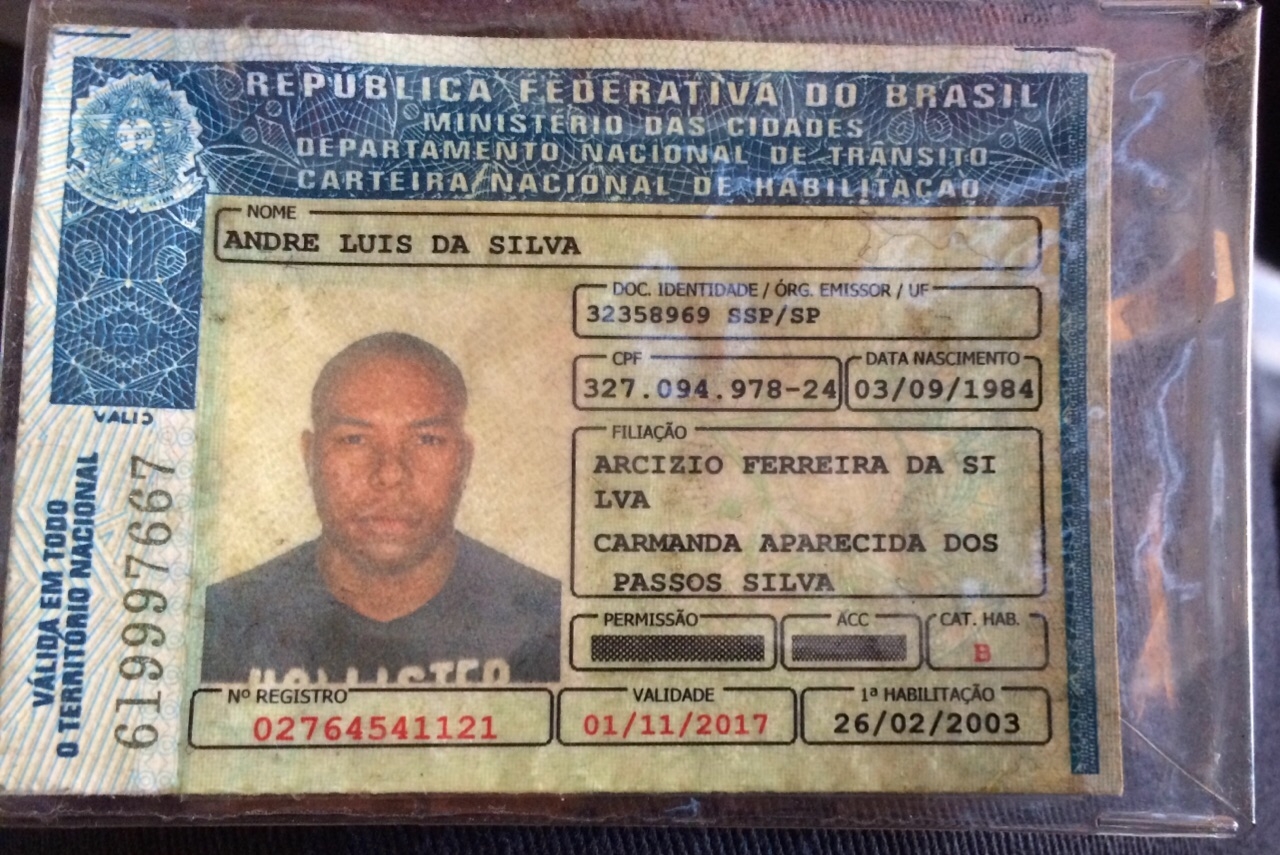 REPÚBLICA FEDERATIVA DO BRASIL
MINISTÉRIO DAS CIDADES
DEPARTAMENTO NACIONAL DE TRÂNSITO
CARTEIRA NACIONAL DE HABILITAÇÃO
NOME
ANDRE LUIS DA SILVA
DOC. IDENTIDADE / ÓRG. EMISSOR / UF
32358969 SSP/SP
CPF
327.094.978-24
DATA NASCIMENTO
03/09/1984
FILIAÇÃO
ARCIZIO FERREIRA DA SI
LVA
CARMANDA APARECIDA DOS
PASSOS SILVA
PERMISSÃO
ACC
CAT. HAB.
B
Nº REGISTRO
02764541121
VALIDADE
01/11/2017
1ª HABILITAÇÃO
26/02/2003
VÁLIDA EM TODO
O TERRITÓRIO NACIONAL
619997667
HOLLISTER